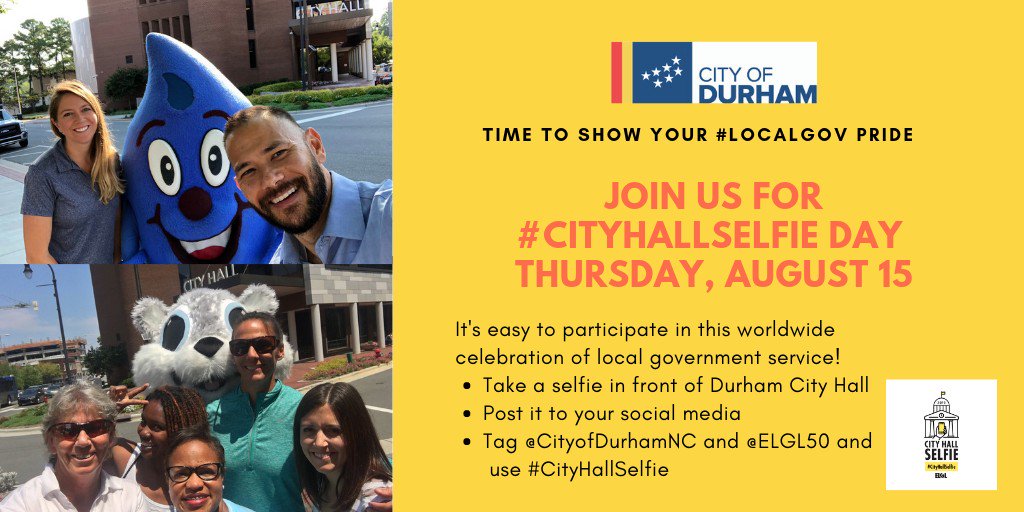 CITY HALL
CITY HALL
CITY OF
DURHAM
TIME TO SHOW YOUR #LOCALGOV PRIDE
JOIN US FOR
#CITYHALLSELFIE DAY
THURSDAY, AUGUST 15
It's easy to participate in this worldwide
celebration of local government service!
• Take a selfie in front of Durham City Hall
• Post it to your social media
• Tag @CityofDurhamNC and @ELGL50 and
use #CityHallSelfie
CITY HALL
SELFIE
#CityHallSelfie
ELGL